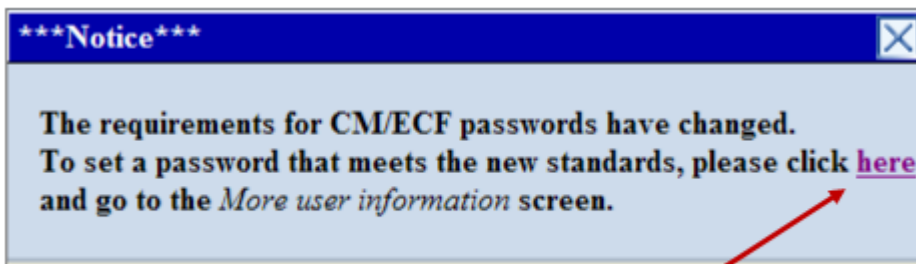 ***Notice***
The requirements for CM/ECF passwords have changed.
To set a password that meets the new standards, please click here
and go to the More user information screen.